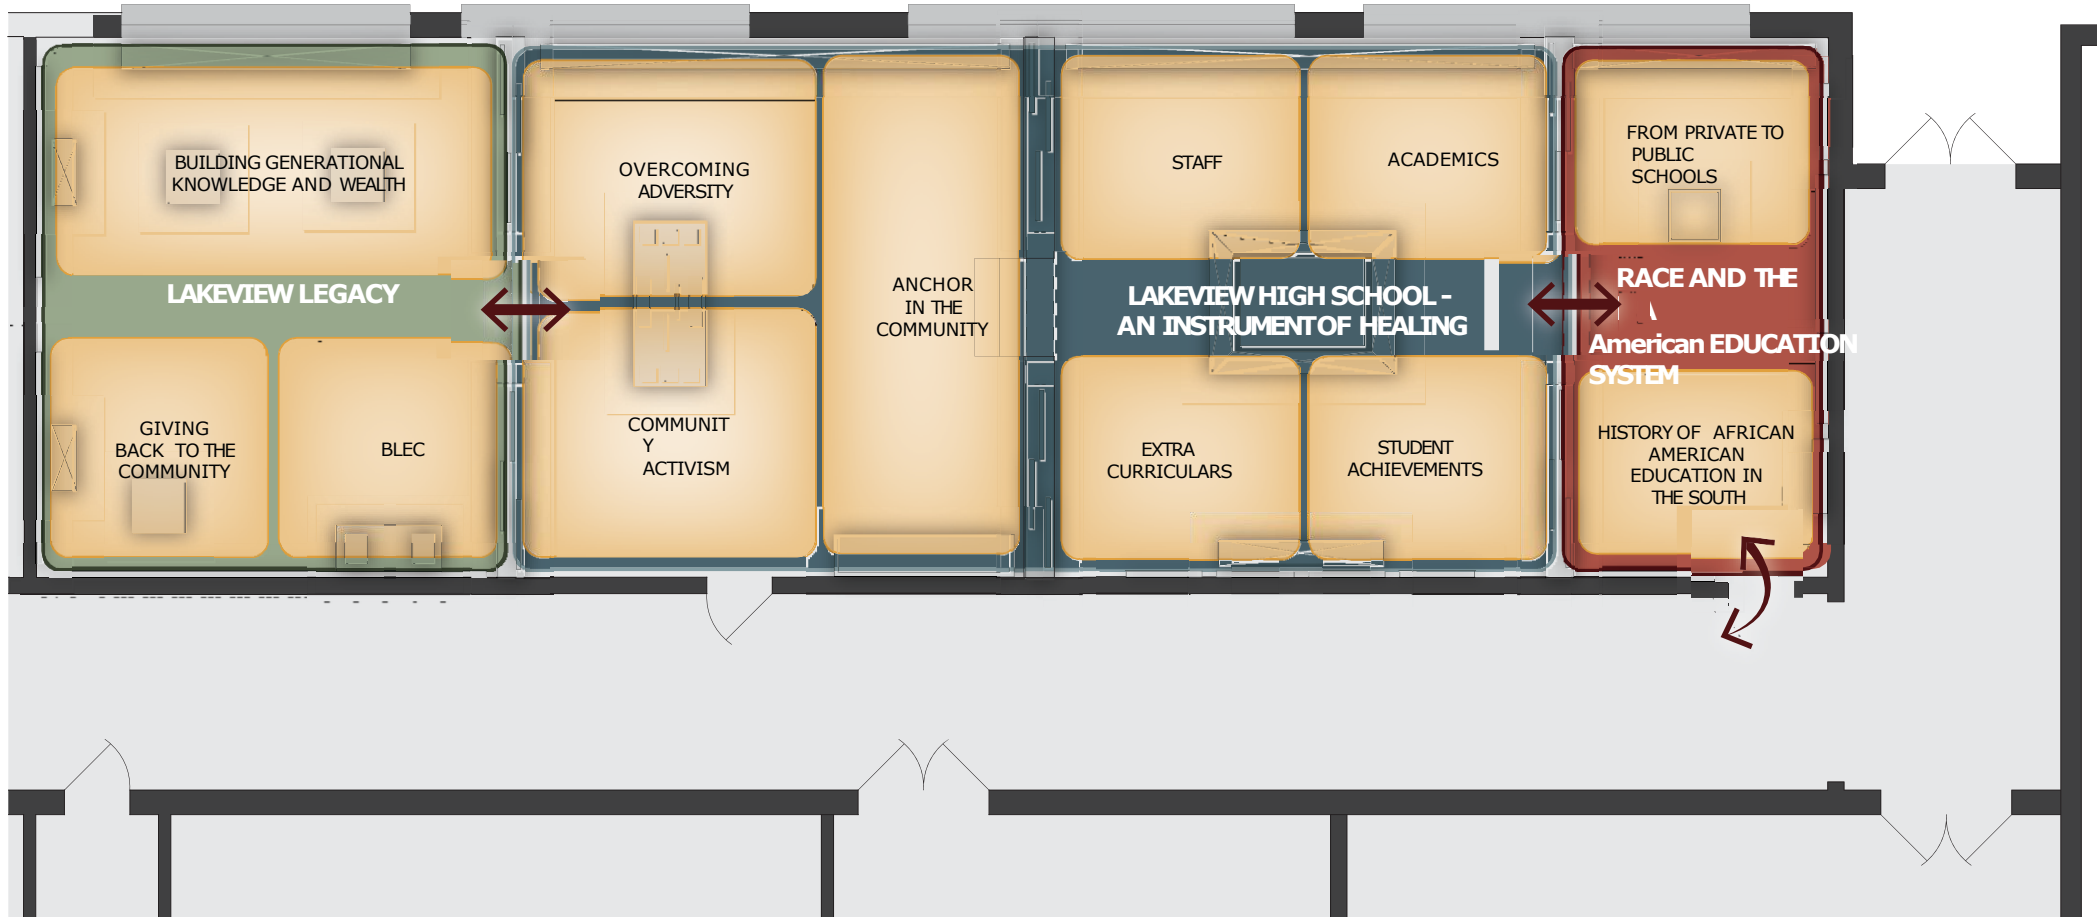 BUILDING GENERATIONAL
KNOWLEDGE AND WEALTH
LAKEVIEW LEGACY
GIVING
BACK TO THE
COMMUNITY
BLEC
OVERCOMING
ADVERSITY
COMMUNIT
Y
ACTIVISM
ANCHOR
IN THE
COMMUNITY
STAFF
ACADEMICS
LAKEVIEW HIGH SCHOOL -
AN INSTRUMENT OF HEALING
EXTRA
CURRICULARS
STUDENT
ACHIEVEMENTS
FROM PRIVATE TO
PUBLIC
SCHOOLS
RACE AND THE
American EDUCATION
SYSTEM
HISTORY OF AFRICAN
AMERICAN
EDUCATION IN
THE SOUTH